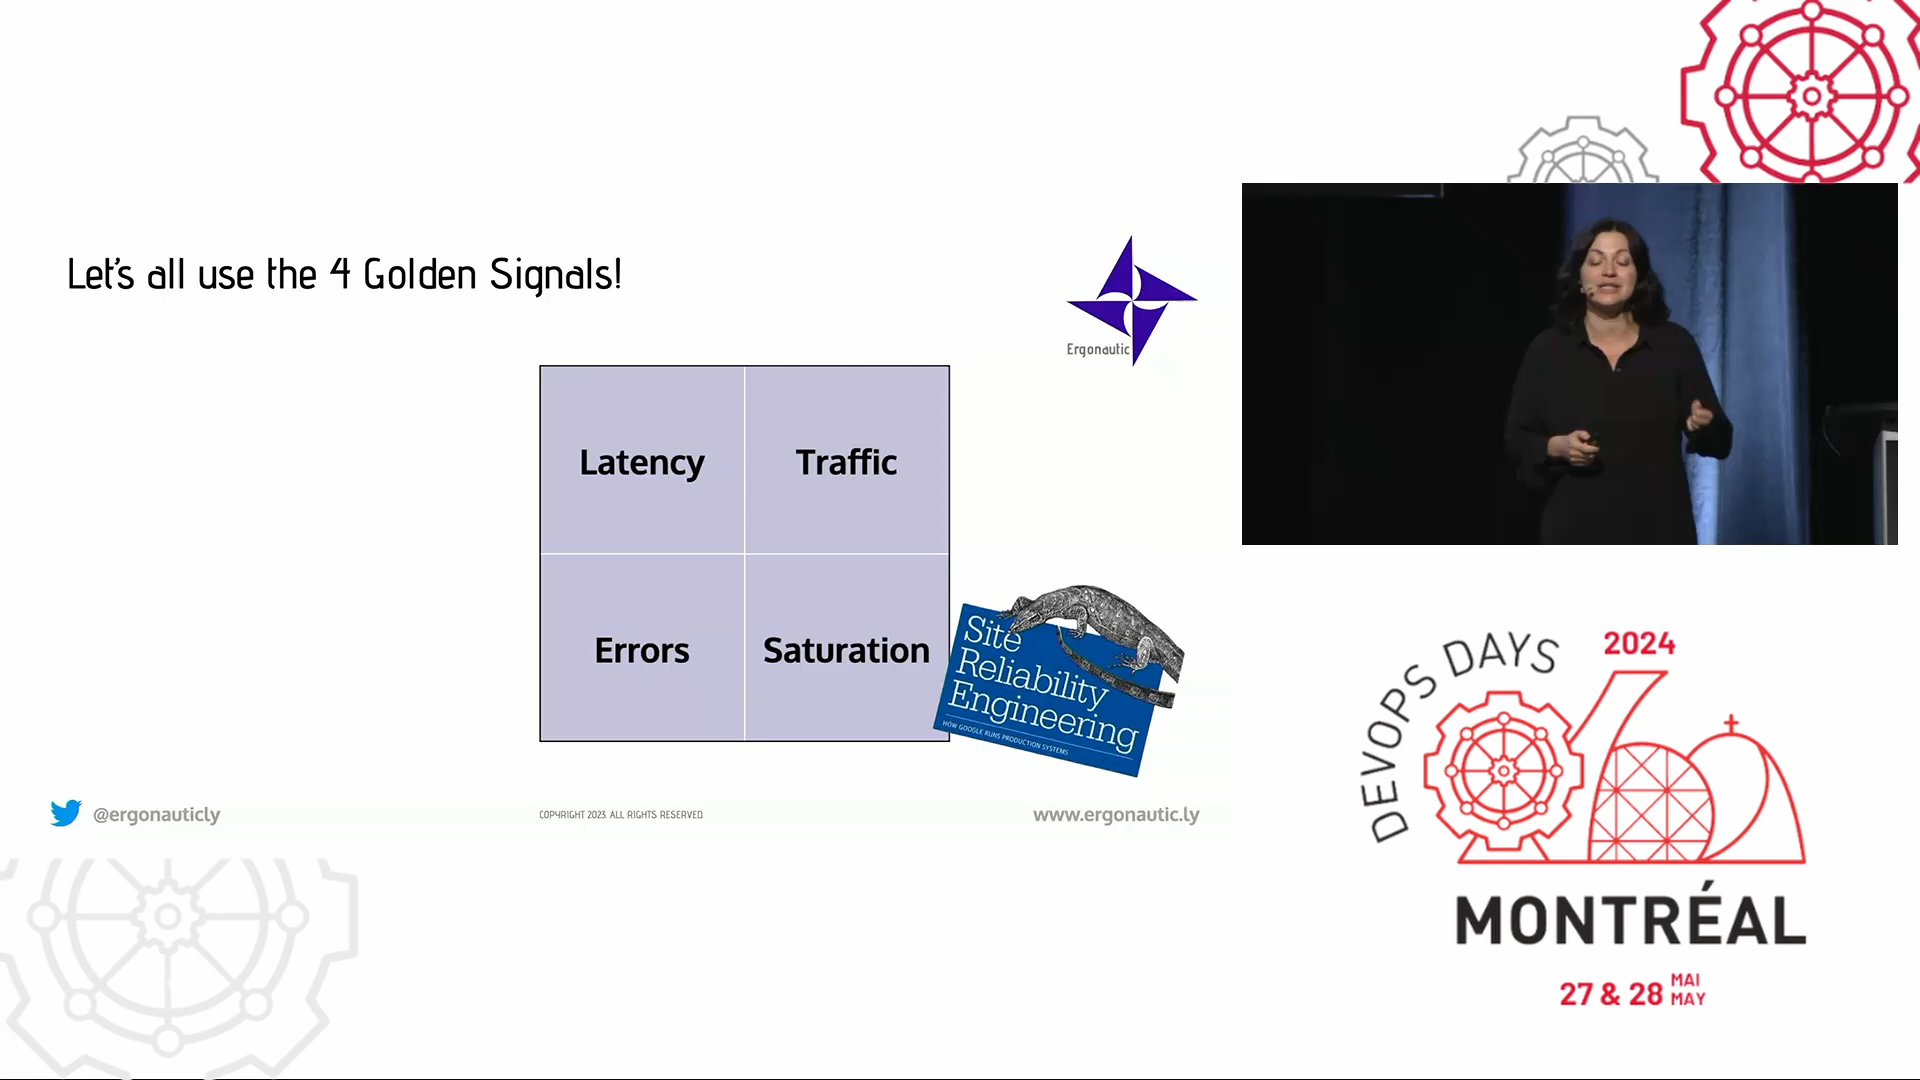 Let's all use the 4 Golden Signals!
Ergonautic
Latency
Traffic
Errors
Saturation
Site
Reliability
Engineering
HOW GOOGLE RUNS PRODUCTION SYSTEMS
@ergonauticly
COPYRIGHT 2023. ALL RIGHTS RESERVED.
www.ergonautic.ly
DEVOPS DAYS
2024
MONTRÉAL
27 & 28 MAI
MAY